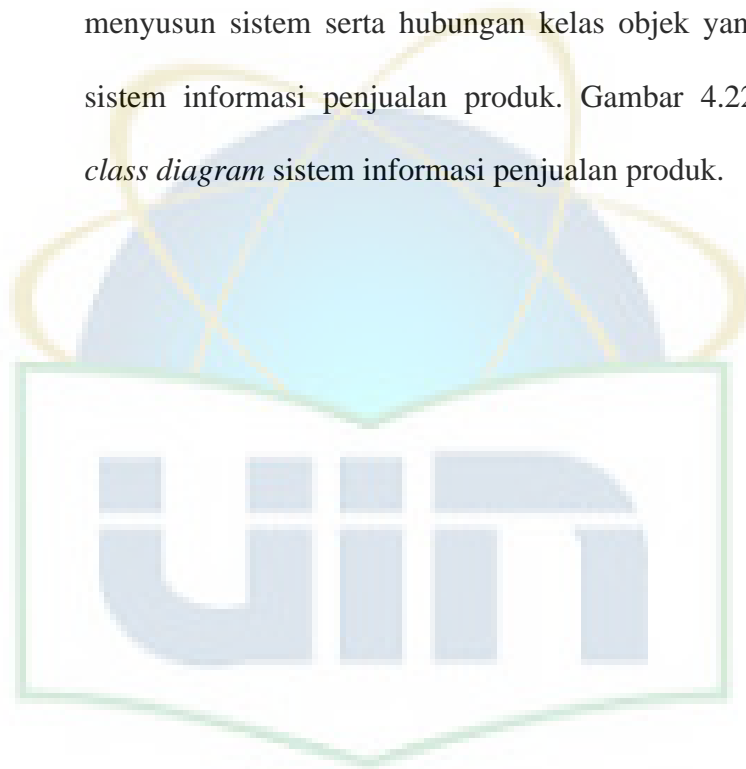 menyusun sistem serta hubungan kelas objek yan
sistem informasi penjualan produk. Gambar 4.22
class diagram sistem informasi penjualan produk.
uin